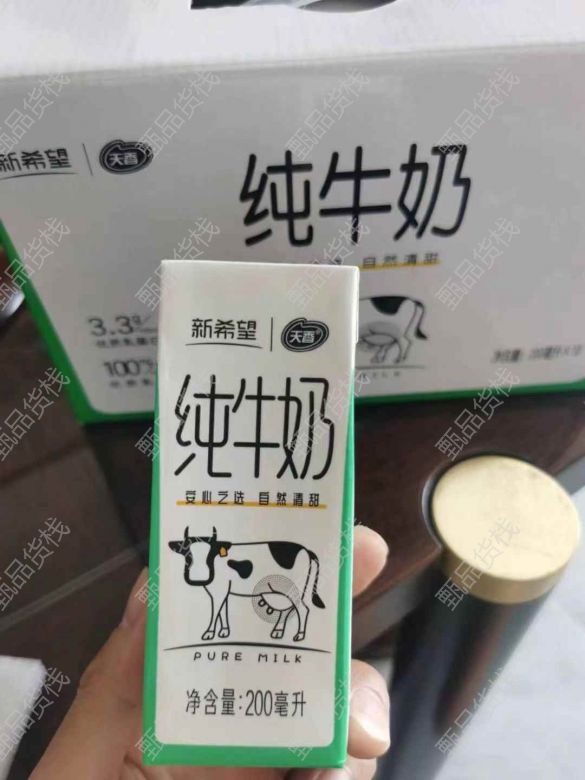 新希望 天香
纯牛奶
自然清甜
3.3
100%
新希望 天香
纯牛奶
安心之选 自然清甜
PURE MILK
净含量:200毫升
甄品货栈